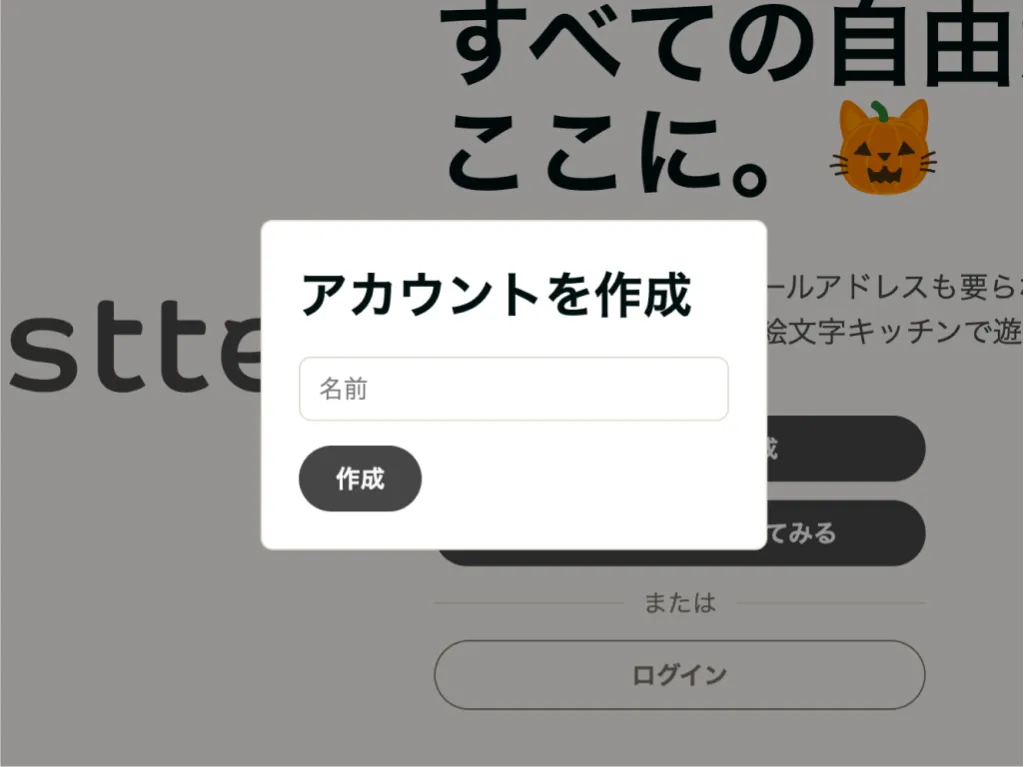 すべての自由
ここに。
stte
アカウントを作成
ールアドレスも要ら
絵文字キッチンで遊
名前
成
作成
てみる
または
ログイン